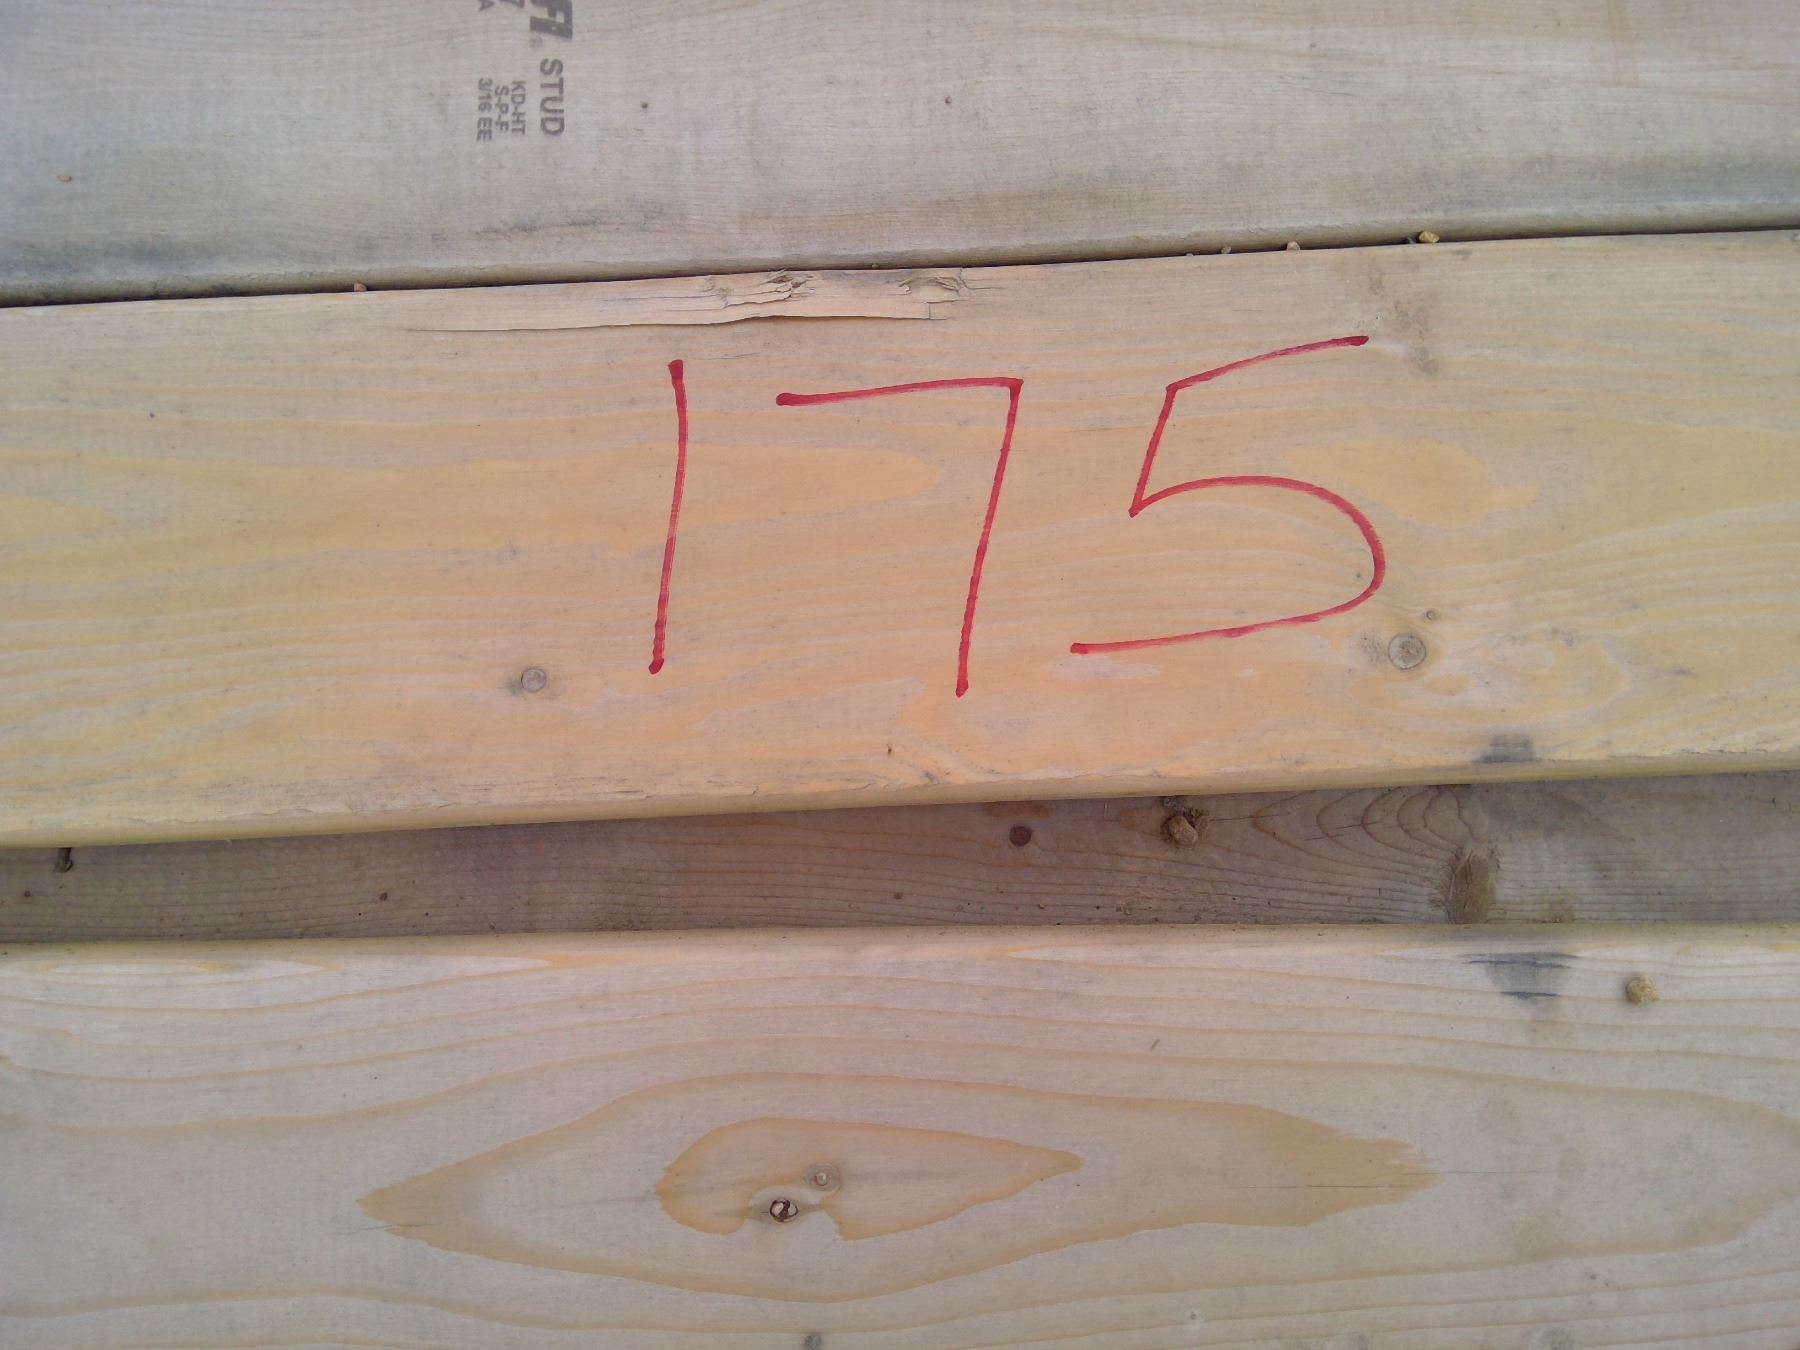 STUD
KD-HT
S-P-F
3/16 EE
175